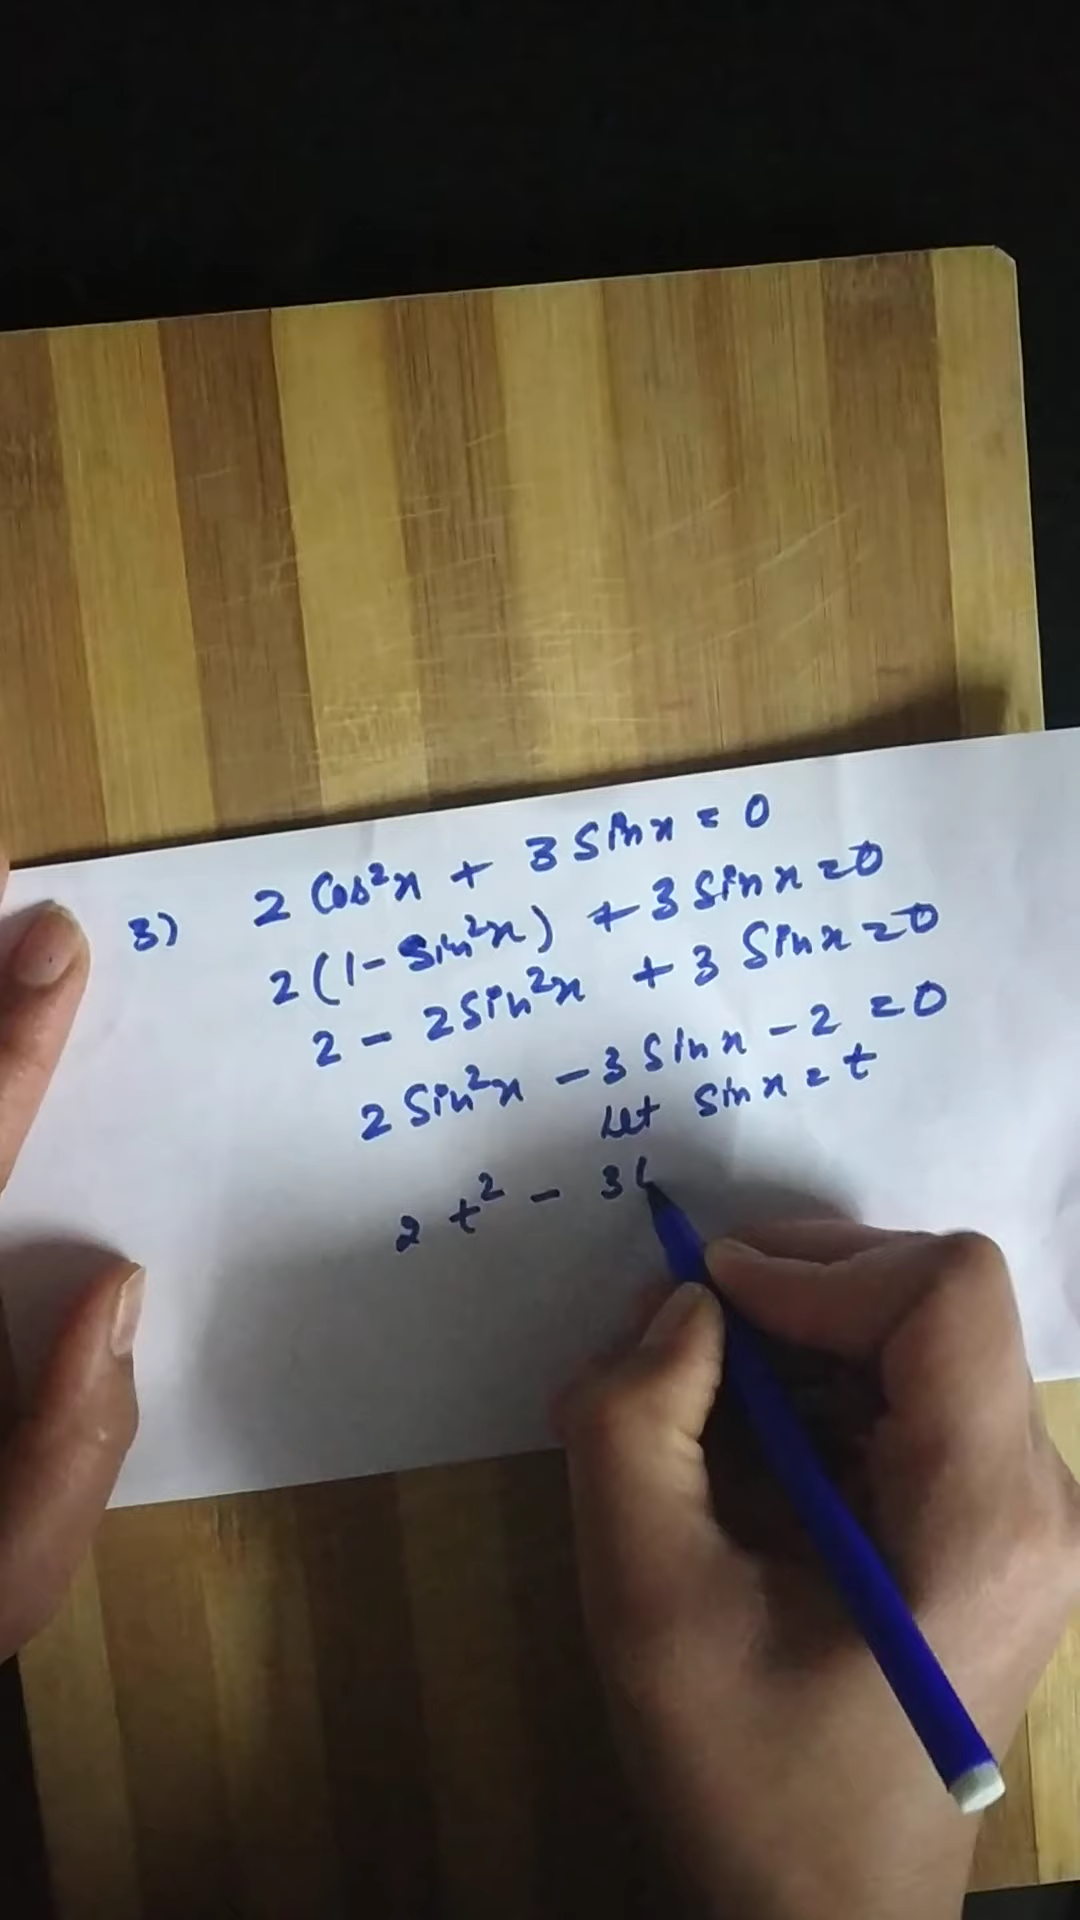 3) 2 Cos²x + 3 Sin x = 0
2 (1 - Sin²x) + 3 Sin x = 0
2 - 2 Sin²x + 3 Sin x = 0
2 Sin²x - 3 Sin x - 2 = 0
Let Sin x = t
2 t² - 3